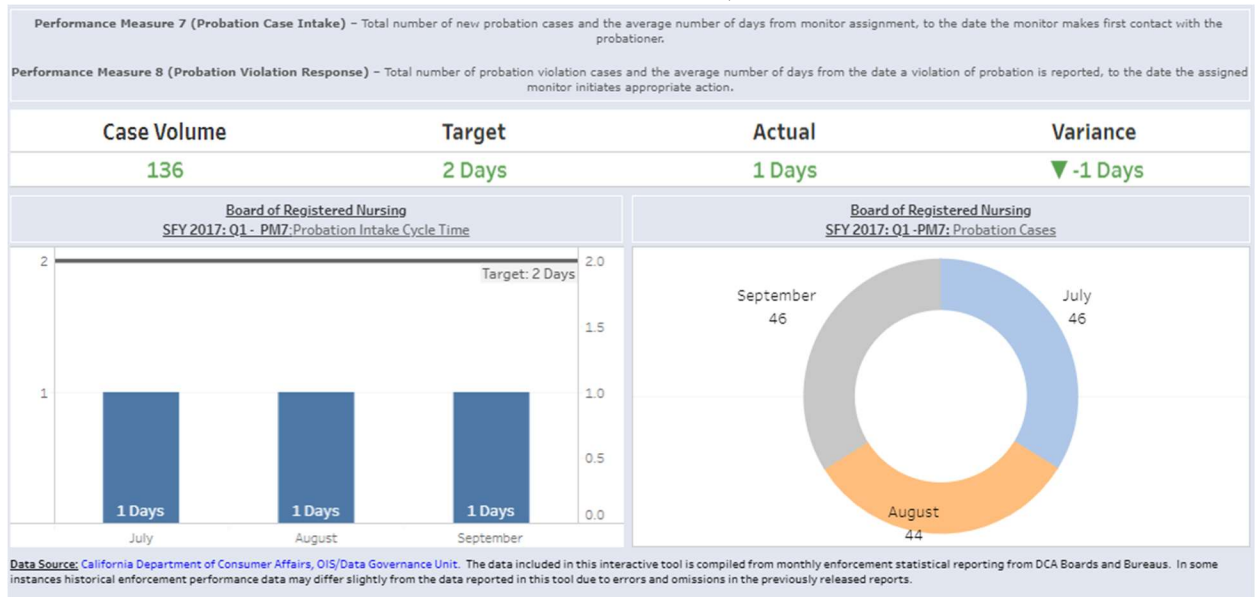 Performance Measure 7 (Probation Case Intake) – Total number of new probation cases and the average number of days from monitor assignment, to the date the monitor makes first contact with the
probationer.
Performance Measure 8 (Probation Violation Response) – Total number of probation violation cases and the average number of days from the date a violation of probation is reported, to the date the assigned
monitor initiates appropriate action.
Case Volume Target Actual Variance
136 2 Days 1 Days ▼ -1 Days
Board of Registered Nursing
SFY 2017: Q1 - PM7:Probation Intake Cycle Time
2
1
Target: 2 Days
2.0
1.5
1.0
0.5
0.0
1 Days 1 Days 1 Days
July August September
Board of Registered Nursing
SFY 2017: Q1 -PM7: Probation Cases
September
46
July
46
August
44
Data Source: California Department of Consumer Affairs, OIS/Data Governance Unit. The data included in this interactive tool is compiled from monthly enforcement statistical reporting from DCA Boards and Bureaus. In some
instances historical enforcement performance data may differ slightly from the data reported in this tool due to errors and omissions in the previously released reports.